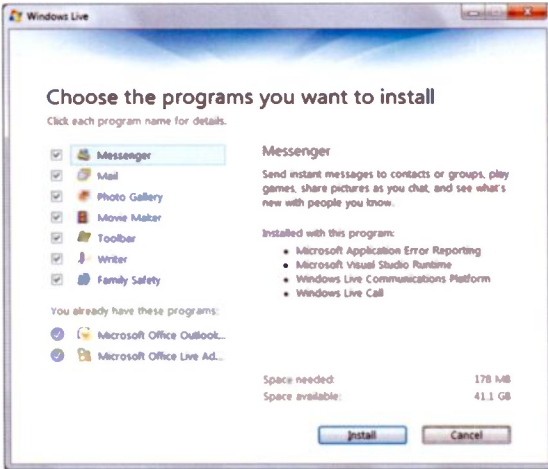 Windows Live
Choose the programs you want to install
Click each program name for details.
Messenger
Mail
Photo Gallery
Movie Maker
Toolbar
Writer
Family Safety
You already have these programs:
Microsoft Office Outlook...
Microsoft Office Live Ad...
Messenger
Send instant messages to contacts or groups, play
games, share pictures as you chat, and see what's
new with people you know.
Installed with this program:
• Microsoft Application Error Reporting
• Microsoft Visual Studio Runtime
• Windows Live Communications Platform
• Windows Live Call
Space needed: 178 MB
Space available: 41.1 GB
Install Cancel